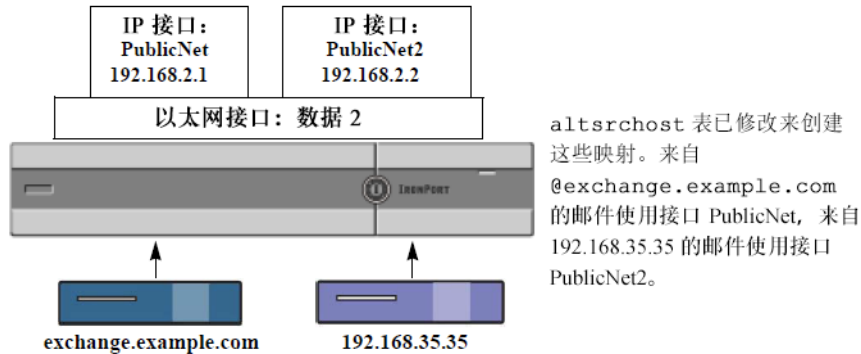 IP 接口：
PublicNet
192.168.2.1
IP 接口：
PublicNet2
192.168.2.2
以太网接口：数据 2
IRONPORT
exchange.example.com
192.168.35.35
altsrchost 表已修改来创建
这些映射。来自
@exchange.example.com
的邮件使用接口 PublicNet，来自
192.168.35.35 的邮件使用接口
PublicNet2。